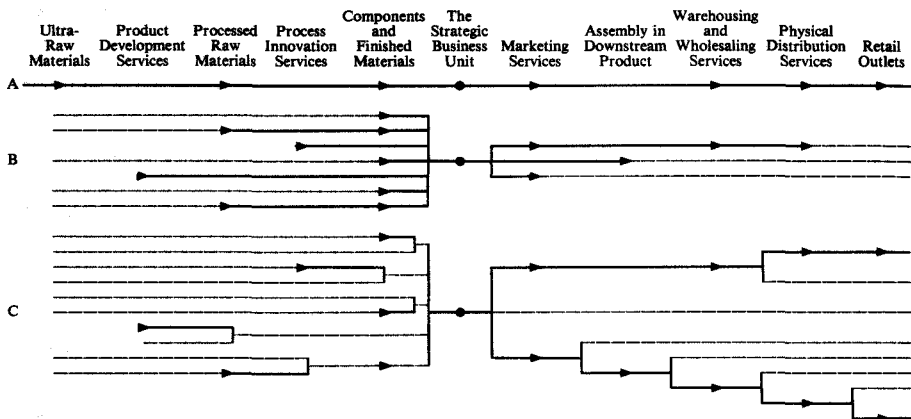 Ultra-
Raw
Materials
Product
Development
Services
Processed
Raw
Materials
Process
Innovation
Services
Components
and
Finished
Materials
The
Strategic
Business
Unit
Marketing
Services
Assembly in
Downstream
Product
Warehousing
and
Wholesaling
Services
Physical
Distribution
Services
Retail
Outlets
A
B
C